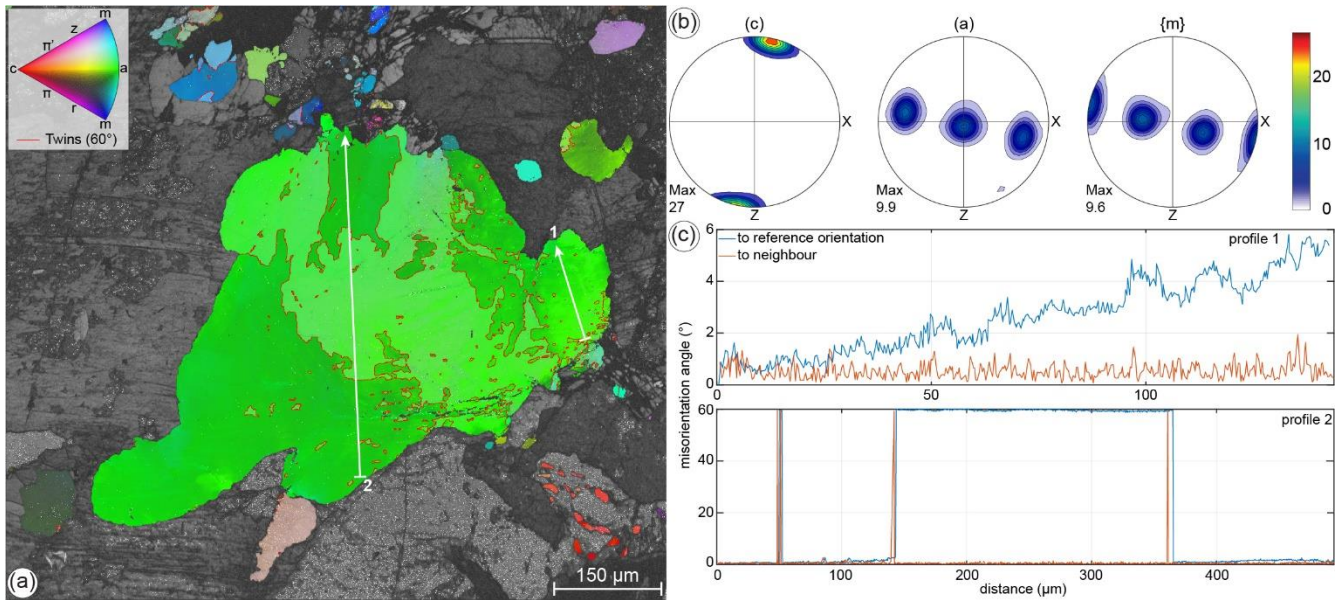 (a)
m
z
π'
c
a
π
r
m
Twins (60°)
1
2
150 µm
(b)
(c)
(a)
{m}
X
X
X
Z
Z
Z
Max
27
Max
9.9
Max
9.6
20
10
0
(c)
to reference orientation
to neighbour
profile 1
6
4
2
0
0
50
100
misorientation angle (°)
profile 2
60
40
20
0
0
100
200
300
400
distance (µm)